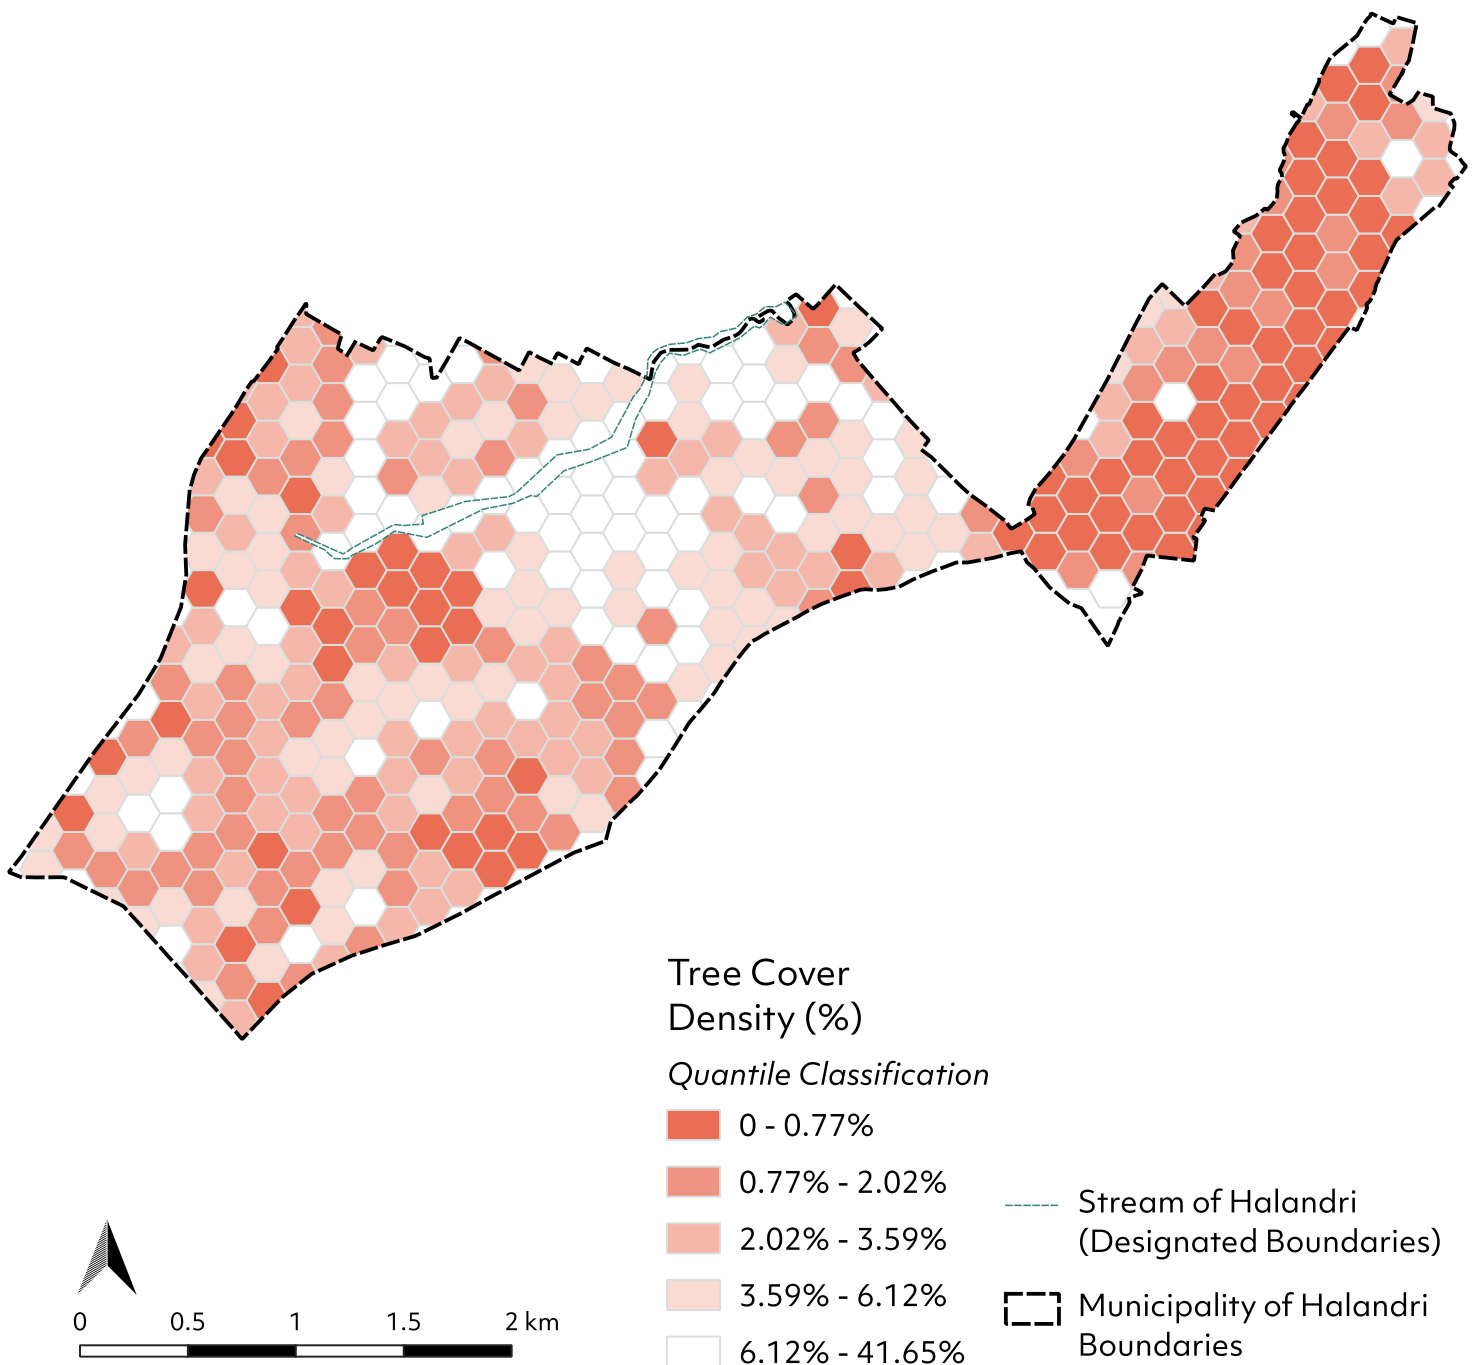 Tree Cover
Density (%)
Quantile Classification
0 - 0.77%
0.77% - 2.02%
2.02% - 3.59%
3.59% - 6.12%
6.12% - 41.65%
Stream of Halandri
(Designated Boundaries)
Municipality of Halandri
Boundaries
0 0.5 1 1.5 2 km